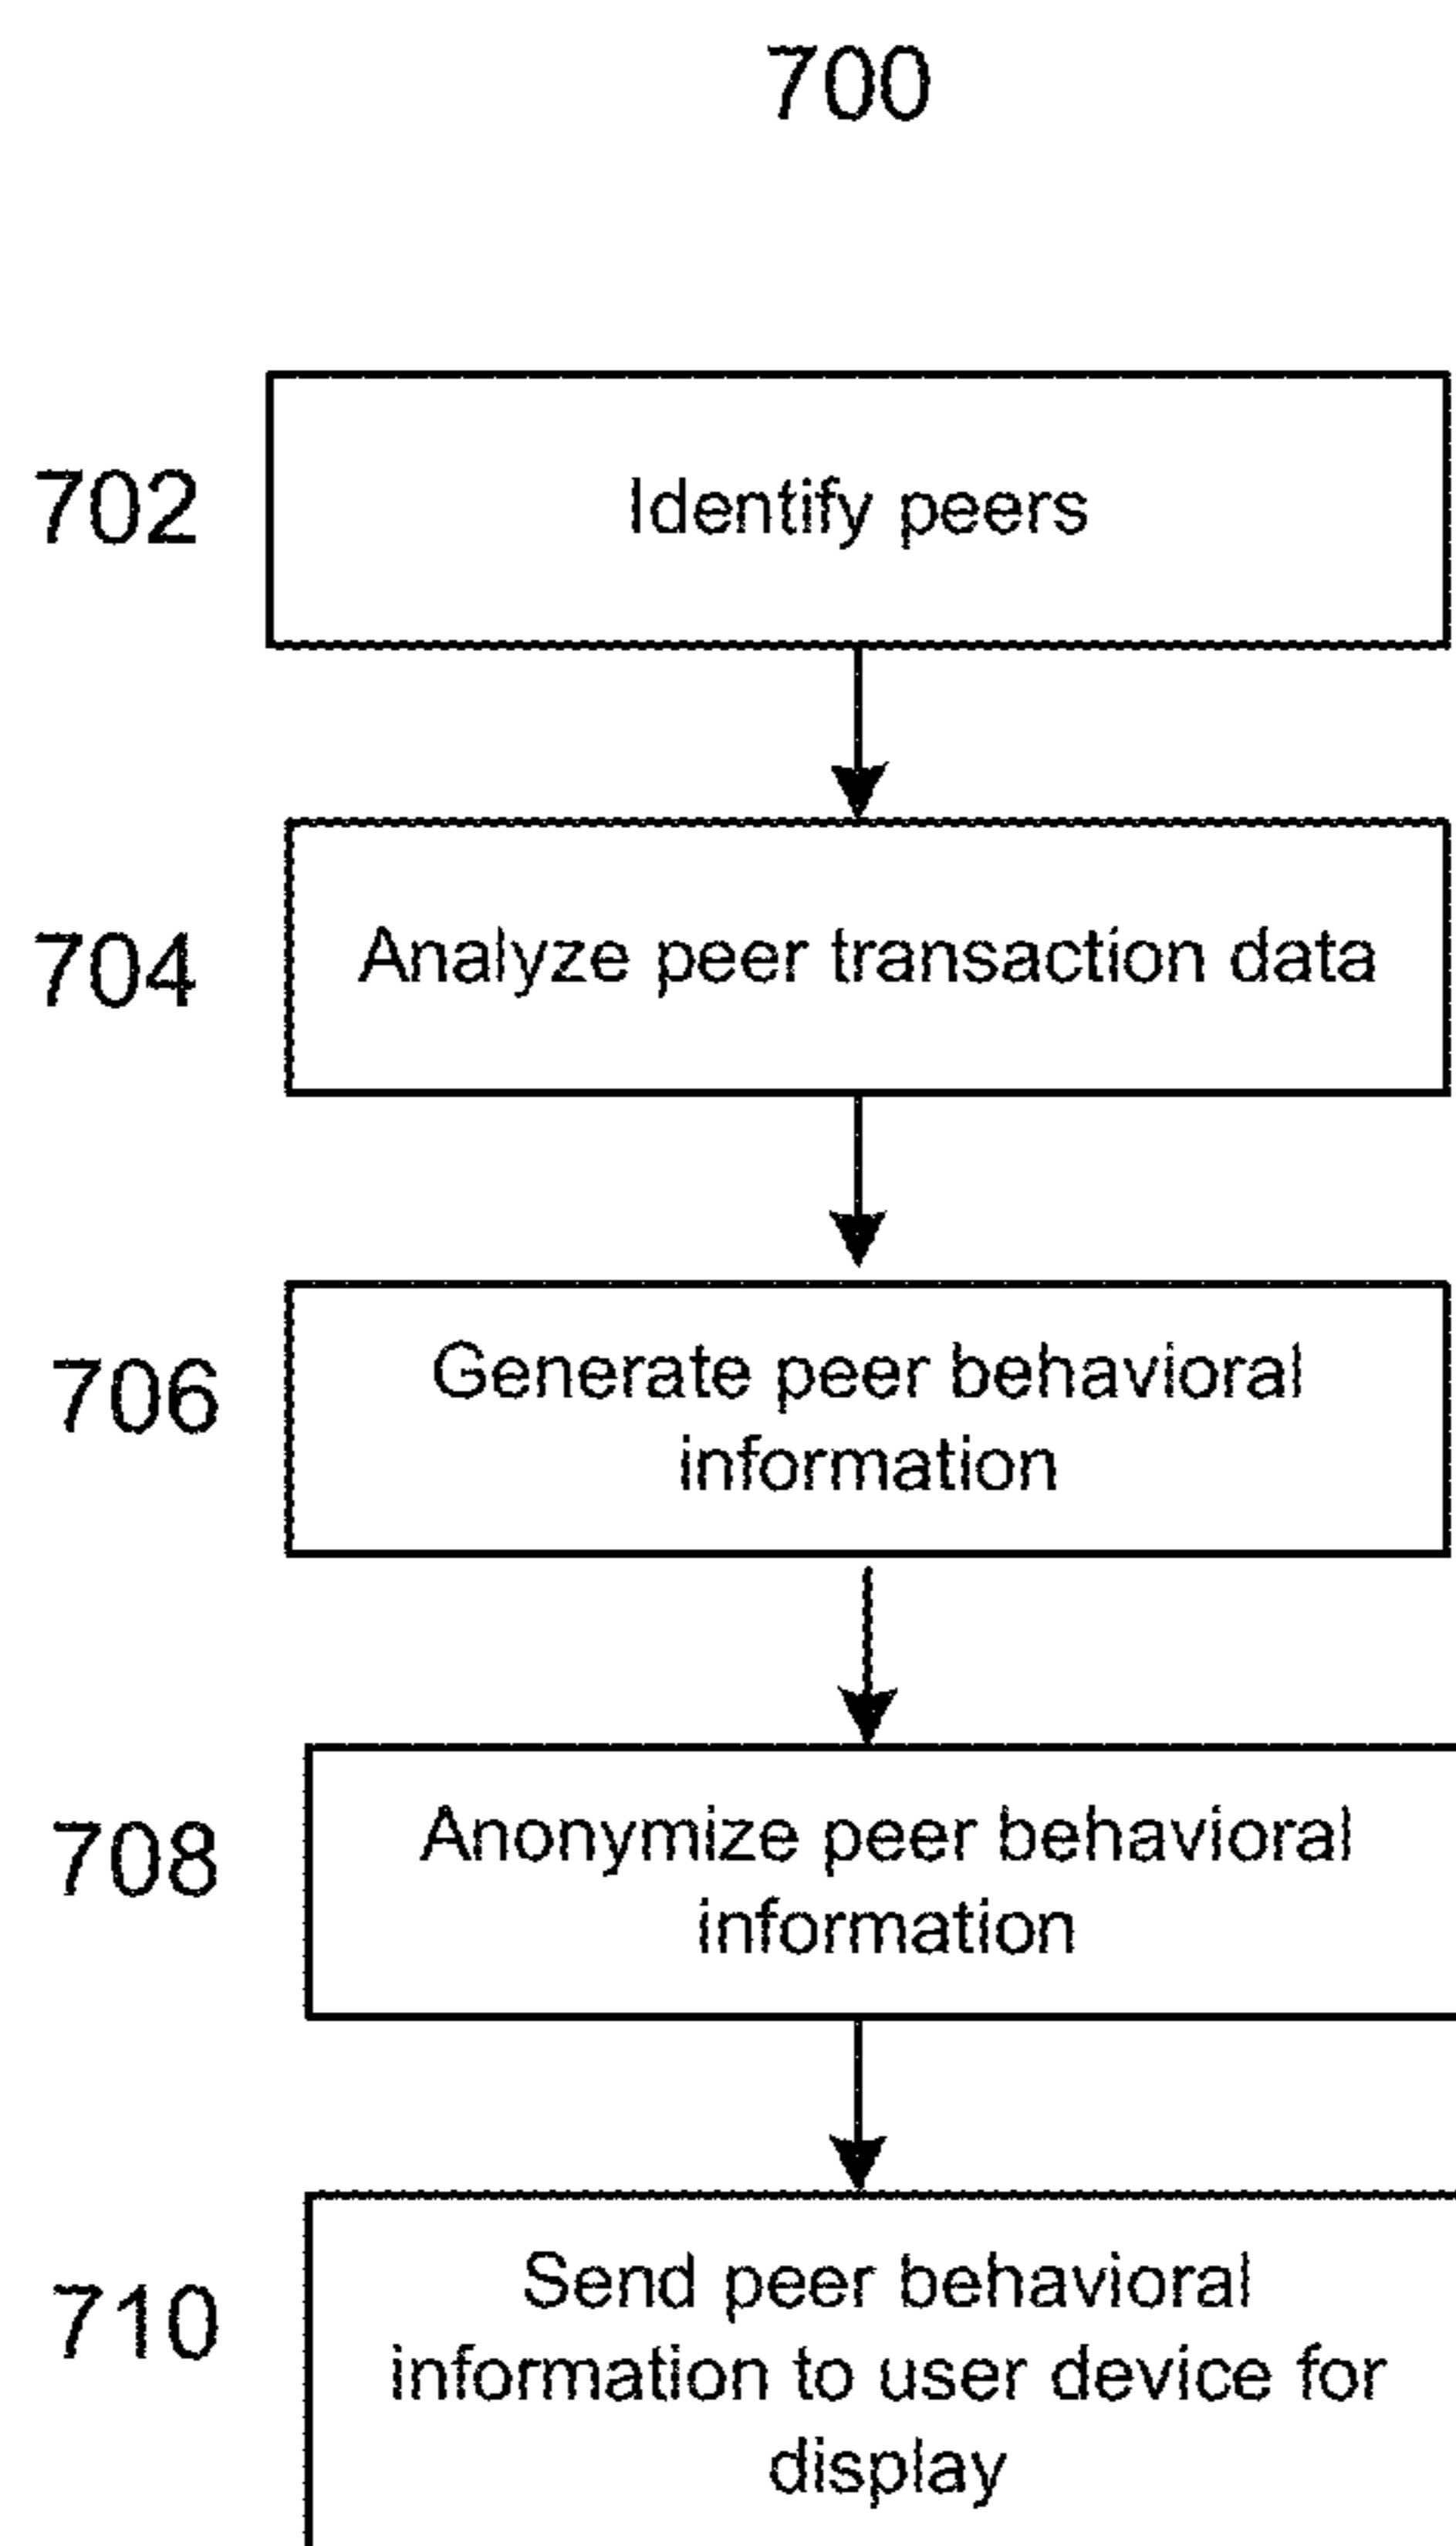 700
702
Identify peers
704
Analyze peer transaction data
706
Generate peer behavioral
information
708
Anonymize peer behavioral
information
710
Send peer behavioral
information to user device for
display